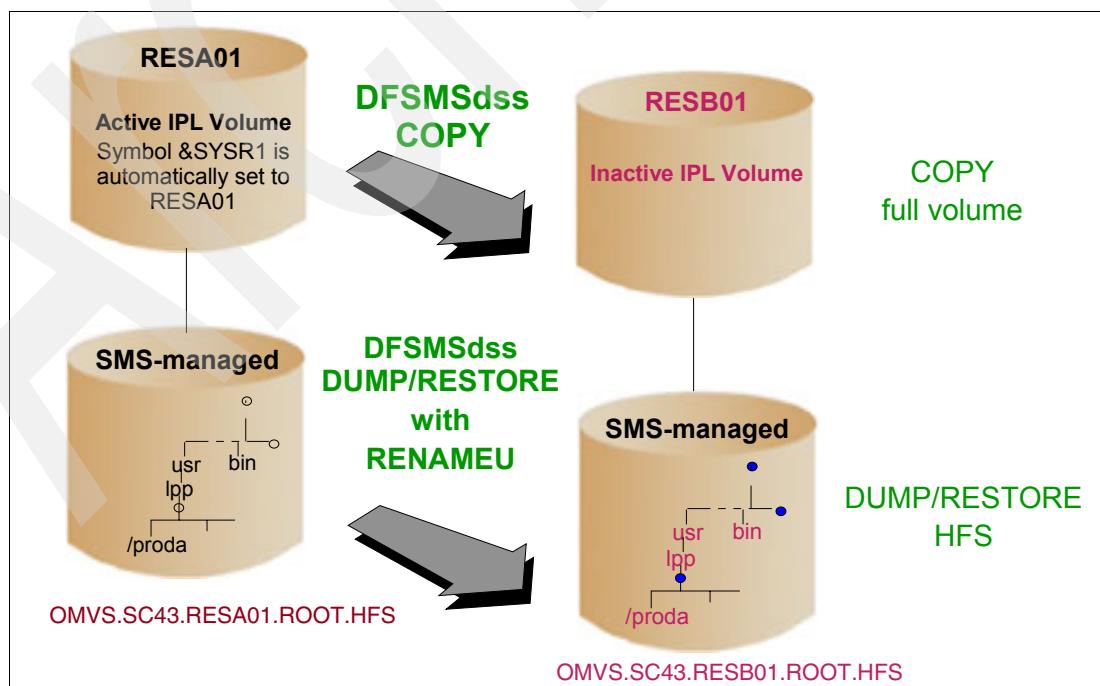 RESA01
Active IPL Volume
Symbol &SYSR1 is
automatically set to
RESA01
DFSMSdss
COPY
RESB01
Inactive IPL Volume
COPY
full volume
SMS-managed
usr
bin
lpp
/proda
OMVS.SC43.RESA01.ROOT.HFS
DFSMSdss
DUMP/RESTORE
with
RENAMEU
SMS-managed
usr
bin
lpp
/proda
OMVS.SC43.RESB01.ROOT.HFS
DUMP/RESTORE
HFS